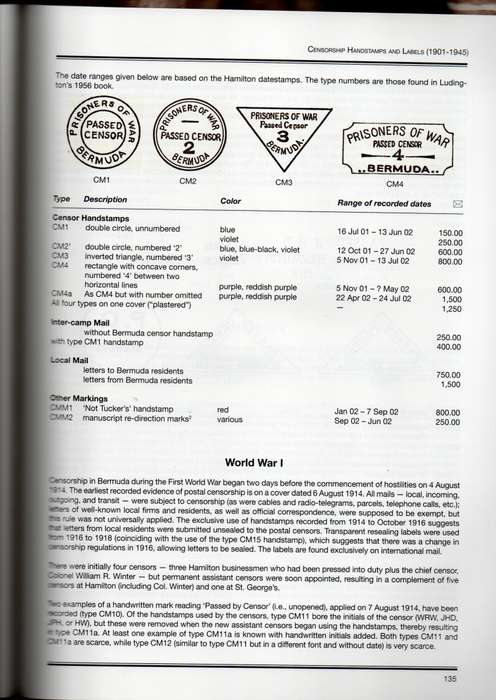 CENSORSHIP HANDSTAMPS AND LABELS (1901-1945)
The date ranges given below are based on the Hamilton datestamps. The type numbers are those found in Luding-
ton's 1956 book.
PRISONERS OF WAR
PASSED
CENSOR
BERMUDA
PRISONERS OF WAR
PASSED CENSOR
2
BERMUDA
PRISONERS OF WAR
Passed Censor
3
BERMUDA
PRISONERS OF WAR
PASSED CENSOR
4
..BERMUDA..
CM1 CM2 CM3 CM4
Type Description Color Range of recorded dates
Censor Handstamps
CM1 double circle, unnumbered blue 16 Jul 01 – 13 Jun 02 150.00
violet 250.00
CM2' double circle, numbered '2' blue, blue-black, violet 12 Oct 01 – 27 Jun 02 600.00
CM3 inverted triangle, numbered '3' violet 5 Nov 01 – 13 Jul 02 800.00
CM4 rectangle with concave corners,
numbered '4' between two
horizontal lines purple, reddish purple 5 Nov 01 – ? May 02 600.00
CM4a As CM4 but with number omitted purple, reddish purple 22 Apr 02 – 24 Jul 02 1,500
All four types on one cover ("plastered") — 1,250
Inter-camp Mail
without Bermuda censor handstamp 250.00
with type CM1 handstamp 400.00
Local Mail
letters to Bermuda residents 750.00
letters from Bermuda residents 1,500
Other Markings
CMM1 'Not Tucker's' handstamp red Jan 02 – 7 Sep 02 800.00
CMM2 manuscript re-direction marks² various Sep 02 – Jun 02 250.00
World War I
Censorship in Bermuda during the First World War began two days before the commencement of hostilities on 4 August
1914. The earliest recorded evidence of postal censorship is on a cover dated 6 August 1914. All mails — local, incoming,
outgoing, and transit — were subject to censorship (as were cables and radio-telegrams, parcels, telephone calls, etc.);
letters of well-known local firms and residents, as well as official correspondence, were supposed to be exempt, but
this rule was not universally applied. The exclusive use of handstamps recorded from 1914 to October 1916 suggests
that letters from local residents were submitted unsealed to the postal censors. Transparent resealing labels were used
from 1916 to 1918 (coinciding with the use of the type CM15 handstamp), which suggests that there was a change in
censorship regulations in 1916, allowing letters to be sealed. The labels are found exclusively on international mail.
There were initially four censors — three Hamilton businessmen who had been pressed into duty plus the chief censor,
Colonel William R. Winter — but permanent assistant censors were soon appointed, resulting in a complement of five
censors at Hamilton (including Col. Winter) and one at St. George's.
Two examples of a handwritten mark reading 'Passed by Censor' (i.e., unopened), applied on 7 August 1914, have been
recorded (type CM10). Of the handstamps used by the censors, type CM11 bore the initials of the censor (WRW, JHD,
JPH, or HW), but these were removed when the new assistant censors began using the handstamps, thereby resulting
in type CM11a. At least one example of type CM11a is known with handwritten initials added. Both types CM11 and
CM11a are scarce, while type CM12 (similar to type CM11 but in a different font and without date) is very scarce.
135